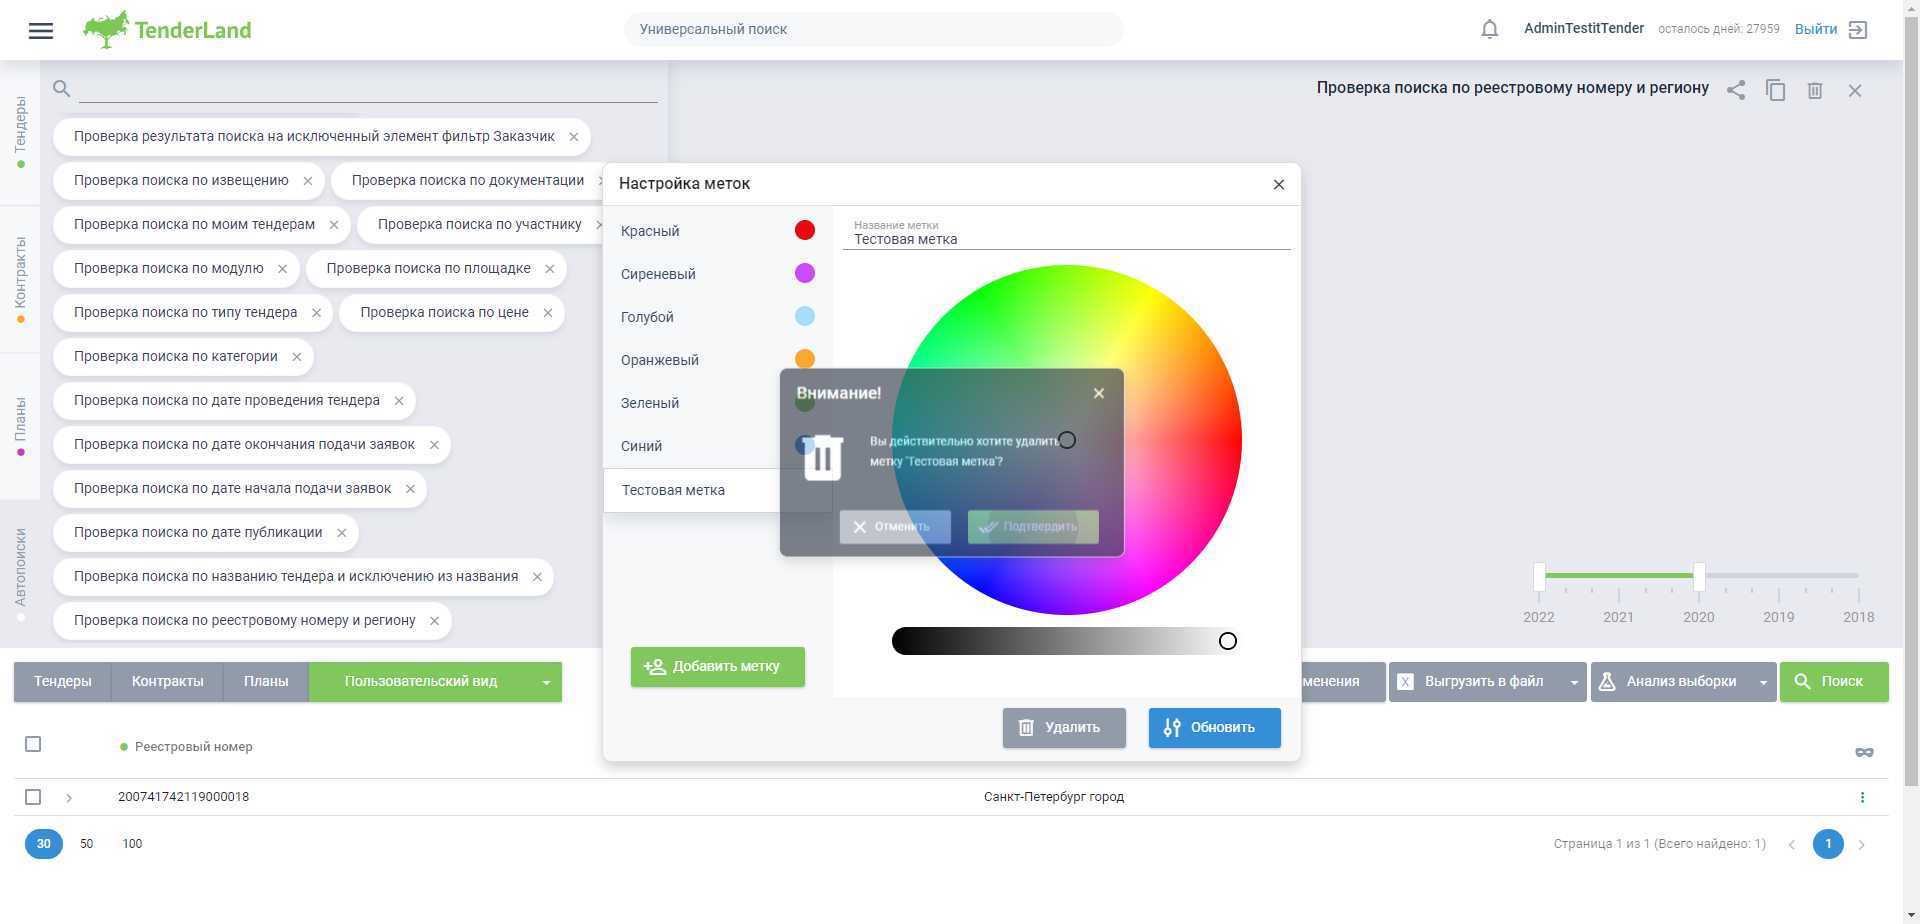 TenderLand
Универсальный поиск
AdminTestitTender
осталось дней: 27959
Выйти
Тендеры
Контракты
Планы
Автопоиски
Проверка поиска по реестровому номеру и региону
Проверка результата поиска на исключенный элемент фильтр Заказчик
Проверка поиска по извещению
Проверка поиска по документации
Проверка поиска по моим тендерам
Проверка поиска по участнику
Проверка поиска по модулю
Проверка поиска по площадке
Проверка поиска по типу тендера
Проверка поиска по цене
Проверка поиска по категории
Проверка поиска по дате проведения тендера
Проверка поиска по дате окончания подачи заявок
Проверка поиска по дате начала подачи заявок
Проверка поиска по дате публикации
Проверка поиска по названию тендера и исключению из названия
Проверка поиска по реестровому номеру и региону
Настройка меток
Красный
Сиреневый
Голубой
Оранжевый
Зеленый
Синий
Тестовая метка
Название метки
Тестовая метка
Внимание!
Вы действительно хотите удалить
метку 'Тестовая метка'?
Отменить
Подтвердить
Добавить метку
Удалить
Обновить
2022
2021
2020
2019
2018
Тендеры
Контракты
Планы
Пользовательский вид
менения
X
Выгрузить в файл
Анализ выборки
Поиск
Реестровый номер
200741742119000018
Санкт-Петербург город
30
50
100
Страница 1 из 1 (Всего найдено: 1)
1